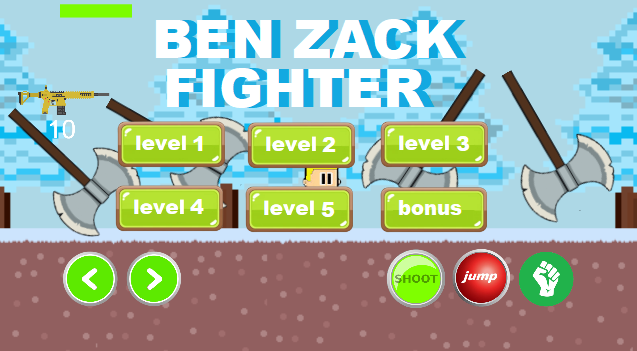 BEN ZACK
FIGHTER
10
level 1
level 2
level 3
level 4
level 5
bonus
SHOOT
jump